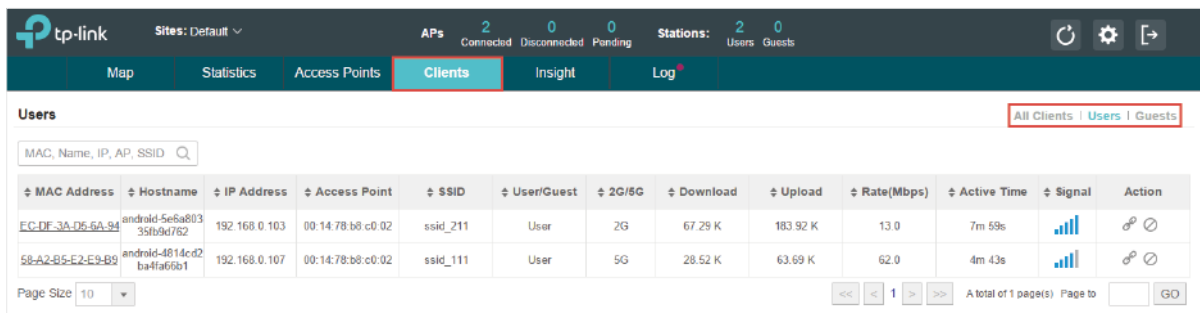 tp-link Sites: Default APs 2 0 0 Stations: 2 0
Connected Disconnected Pending Users Guests
Map Statistics Access Points Clients Insight Log
Users All Clients | Users | Guests
MAC, Name, IP, AP, SSID
MAC Address Hostname IP Address Access Point SSID User/Guest 2G/5G Download Upload Rate(Mbps) Active Time Signal Action
EC-DF-3A-D5-6A-94 android-5e6a803 192.168.0.103 00:14:78:b8:c0:02 ssid_211 User 2G 67.29 K 183.92 K 13.0 7m 59s
35fb9d762
58-A2-B5-E2-E9-B9 android-4814cd2 192.168.0.107 00:14:78:b8:c0:02 ssid_111 User 5G 28.52 K 63.69 K 62.0 4m 43s
ba4fa66b1
Page Size 10 << < 1 > >> A total of 1 page(s) Page to GO